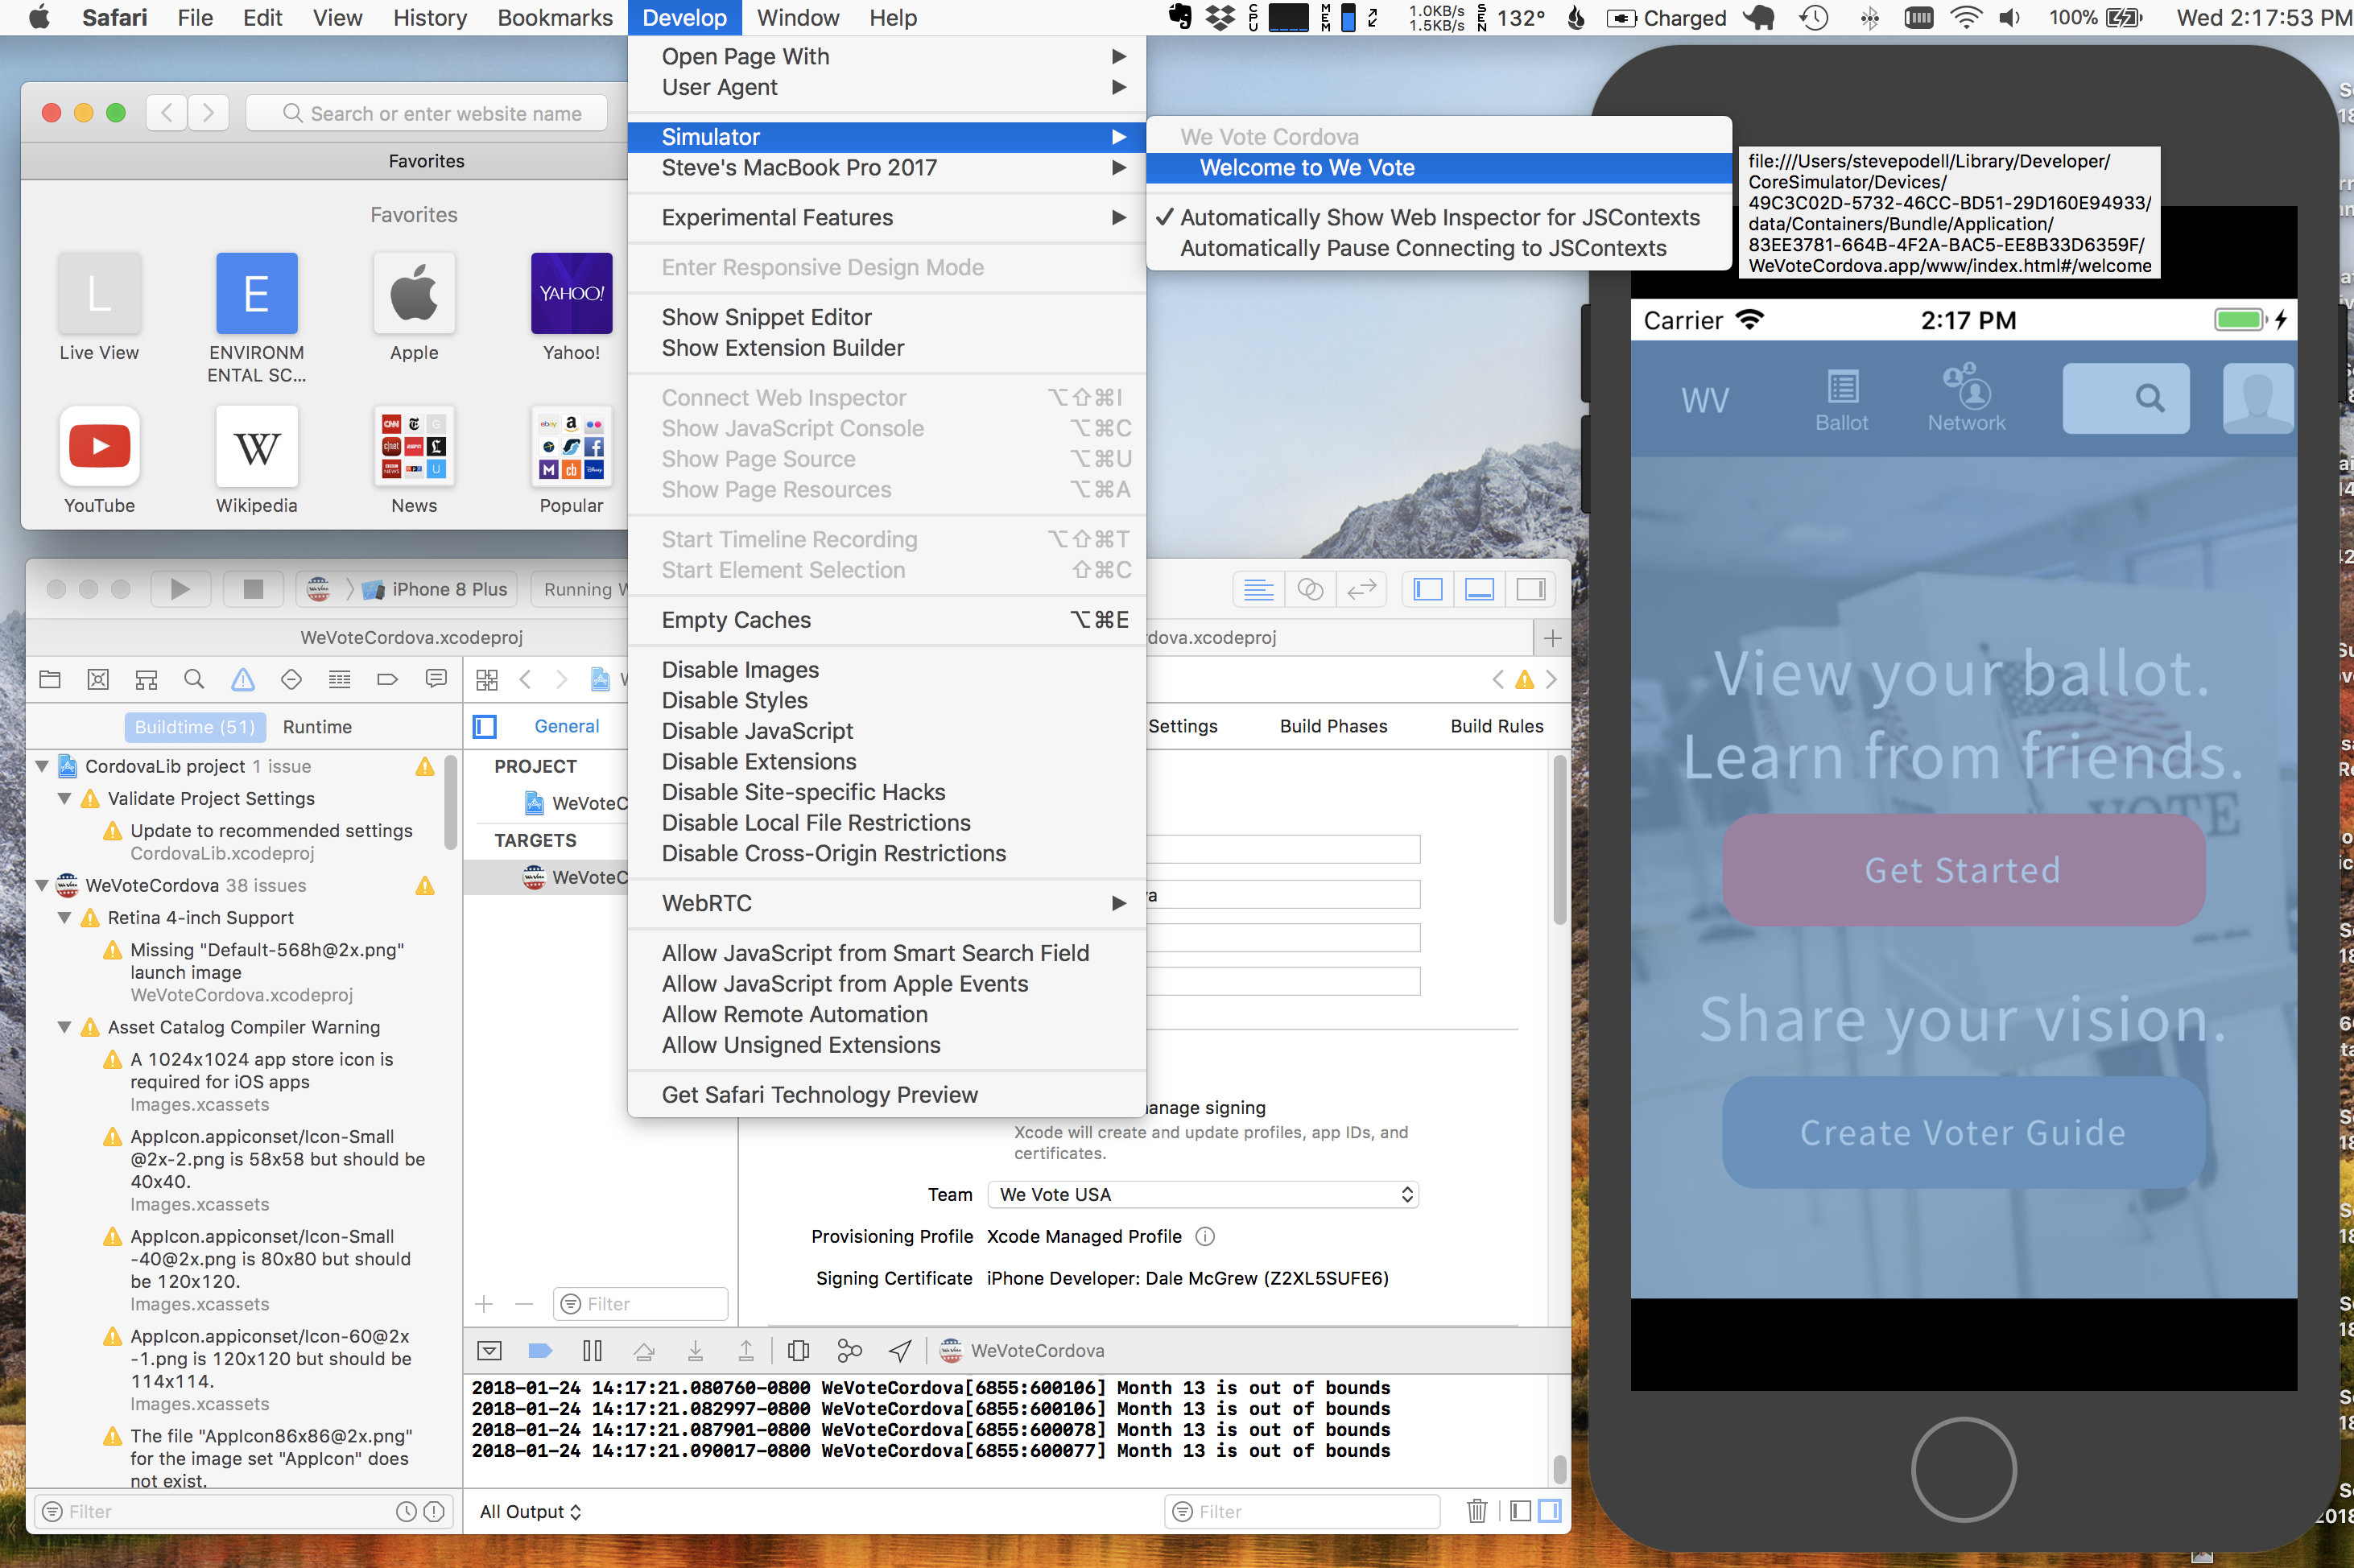 Safari File Edit View History Bookmarks Develop Window Help
CPU MEM 1.0KB/s 1.5KB/s SEN 132° Charged 100% Wed 2:17:53 PM
Search or enter website name
Favorites
Favorites
Live View
ENVIRONM
ENTAL SC...
Apple
YAHOO!
Yahoo!
YouTube
W
Wikipedia
News
Popular
Open Page With
User Agent
Simulator
Steve's MacBook Pro 2017
Experimental Features
Enter Responsive Design Mode
Show Snippet Editor
Show Extension Builder
Connect Web Inspector ⌥⇧⌘I
Show JavaScript Console ⌥⌘C
Show Page Source ⌥⌘U
Show Page Resources ⌥⌘A
Start Timeline Recording ⌥⇧⌘T
Start Element Selection ⇧⌘C
Empty Caches ⌥⌘E
Disable Images
Disable Styles
Disable JavaScript
Disable Extensions
Disable Site-specific Hacks
Disable Local File Restrictions
Disable Cross-Origin Restrictions
WebRTC
Allow JavaScript from Smart Search Field
Allow JavaScript from Apple Events
Allow Remote Automation
Allow Unsigned Extensions
Get Safari Technology Preview
We Vote Cordova
Welcome to We Vote
✓ Automatically Show Web Inspector for JSContexts
Automatically Pause Connecting to JSContexts
file:///Users/stevepodell/Library/Developer/
CoreSimulator/Devices/
49C3C02D-5732-46CC-BD51-29D160E94933/
data/Containers/Bundle/Application/
83EE3781-664B-4F2A-BAC5-EE8B33D6359F/
WeVoteCordova.app/www/index.html#/welcome
Carrier 2:17 PM
WV Ballot Network
View your ballot.
Learn from friends.
VOTE
Get Started
Share your vision.
Create Voter Guide
iPhone 8 Plus Running
WeVoteCordova.xcodeproj
dova.xcodeproj
Buildtime (51) Runtime
General Settings Build Phases Build Rules
CordovaLib project 1 issue
Validate Project Settings
Update to recommended settings
CordovaLib.xcodeproj
WeVoteCordova 38 issues
Retina 4-inch Support
Missing "Default-568h@2x.png"
launch image
WeVoteCordova.xcodeproj
Asset Catalog Compiler Warning
A 1024x1024 app store icon is
required for iOS apps
Images.xcassets
AppIcon.appiconset/Icon-Small
@2x-2.png is 58x58 but should be
40x40.
Images.xcassets
AppIcon.appiconset/Icon-Small
-40@2x.png is 80x80 but should
be 120x120.
Images.xcassets
AppIcon.appiconset/Icon-60@2x
-1.png is 120x120 but should be
114x114.
Images.xcassets
The file "AppIcon86x86@2x.png"
for the image set "AppIcon" does
not exist.
Filter
PROJECT
WeVoteC
TARGETS
WeVoteC
Filter
va
anage signing
Xcode will create and update profiles, app IDs, and
certificates.
Team We Vote USA
Provisioning Profile Xcode Managed Profile
Signing Certificate iPhone Developer: Dale McGrew (Z2XL5SUFE6)
WeVoteCordova
2018-01-24 14:17:21.080760-0800 WeVoteCordova[6855:600106] Month 13 is out of bounds
2018-01-24 14:17:21.082997-0800 WeVoteCordova[6855:600106] Month 13 is out of bounds
2018-01-24 14:17:21.087901-0800 WeVoteCordova[6855:600078] Month 13 is out of bounds
2018-01-24 14:17:21.090017-0800 WeVoteCordova[6855:600077] Month 13 is out of bounds
All Output Filter